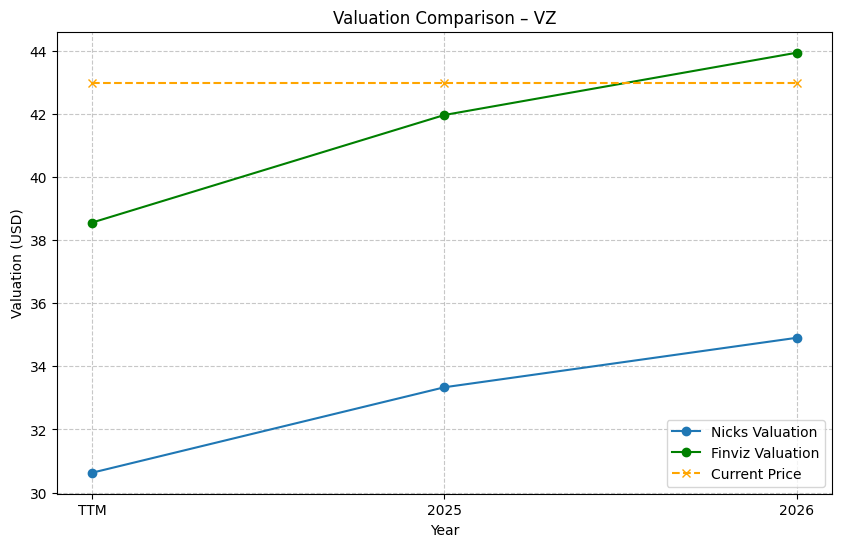 Valuation Comparison – VZ
Valuation (USD)
44
42
40
38
36
34
32
30
TTM
2025
2026
Year
Nicks Valuation
Finviz Valuation
Current Price